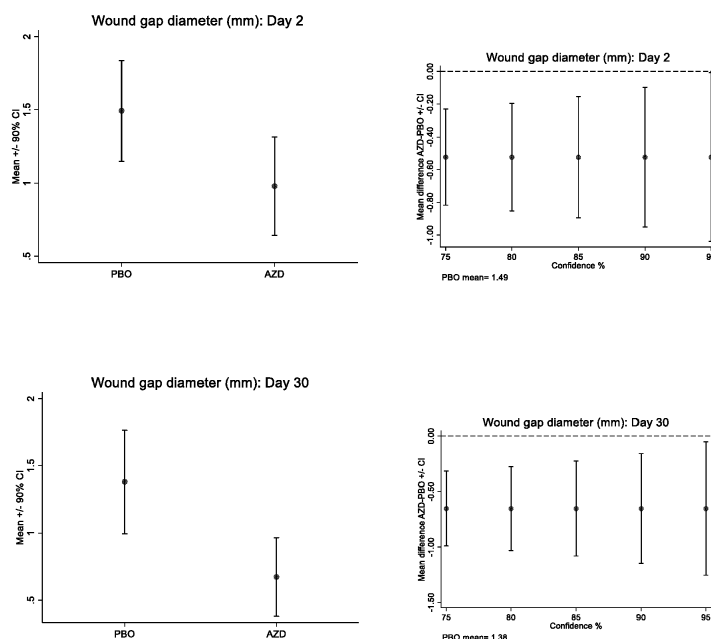 Wound gap diameter (mm): Day 2
Mean +/- 90% CI
2
1.5
1
.5
PBO AZD
Wound gap diameter (mm): Day 2
Mean difference AZD-PBO +/- CI
0.00
-0.20
-0.40
-0.60
-0.80
-1.00
75 80 85 90
Confidence %
PBO mean= 1.49
Wound gap diameter (mm): Day 30
Mean +/- 90% CI
2
1.5
1
.5
PBO AZD
Wound gap diameter (mm): Day 30
Mean difference AZD-PBO +/- CI
0.00
-0.50
-1.00
-1.50
75 80 85 90 95
Confidence %
PBO mean= 1.38